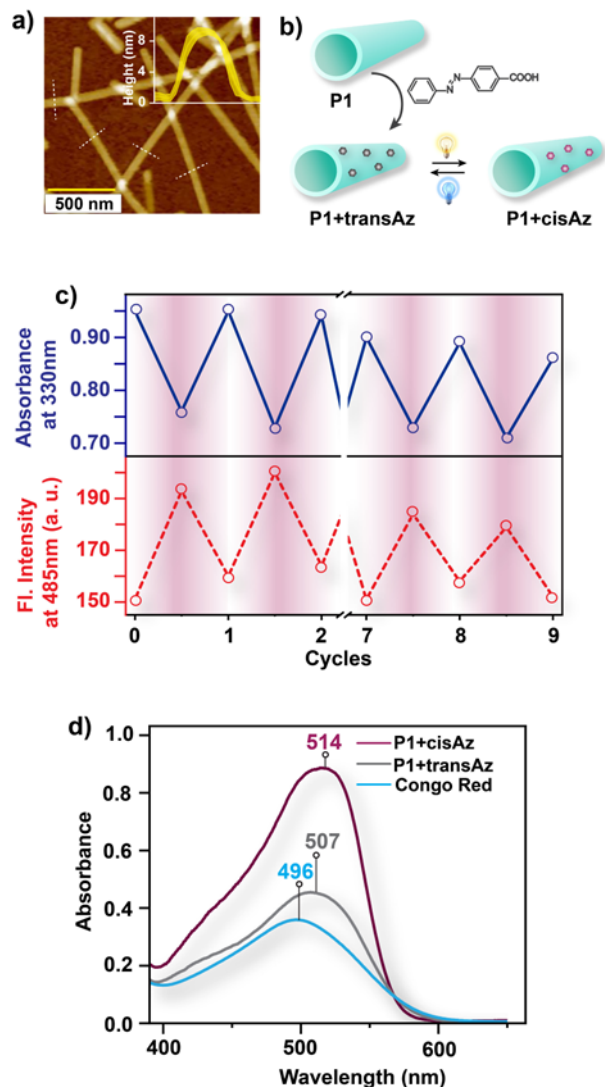 a)
Height (nm)
8
4
0
500 nm
b)
P1
N
N
COOH
P1+transAz
P1+cisAz
c)
Absorbance
at 330nm
0.90
0.80
0.70
Fl. Intensity
at 485nm (a. u.)
190
170
150
0 1 2 7 8 9
Cycles
d)
Absorbance
1.0
0.8
0.6
0.4
0.2
0.0
514
507
496
P1+cisAz
P1+transAz
Congo Red
400 500 600
Wavelength (nm)